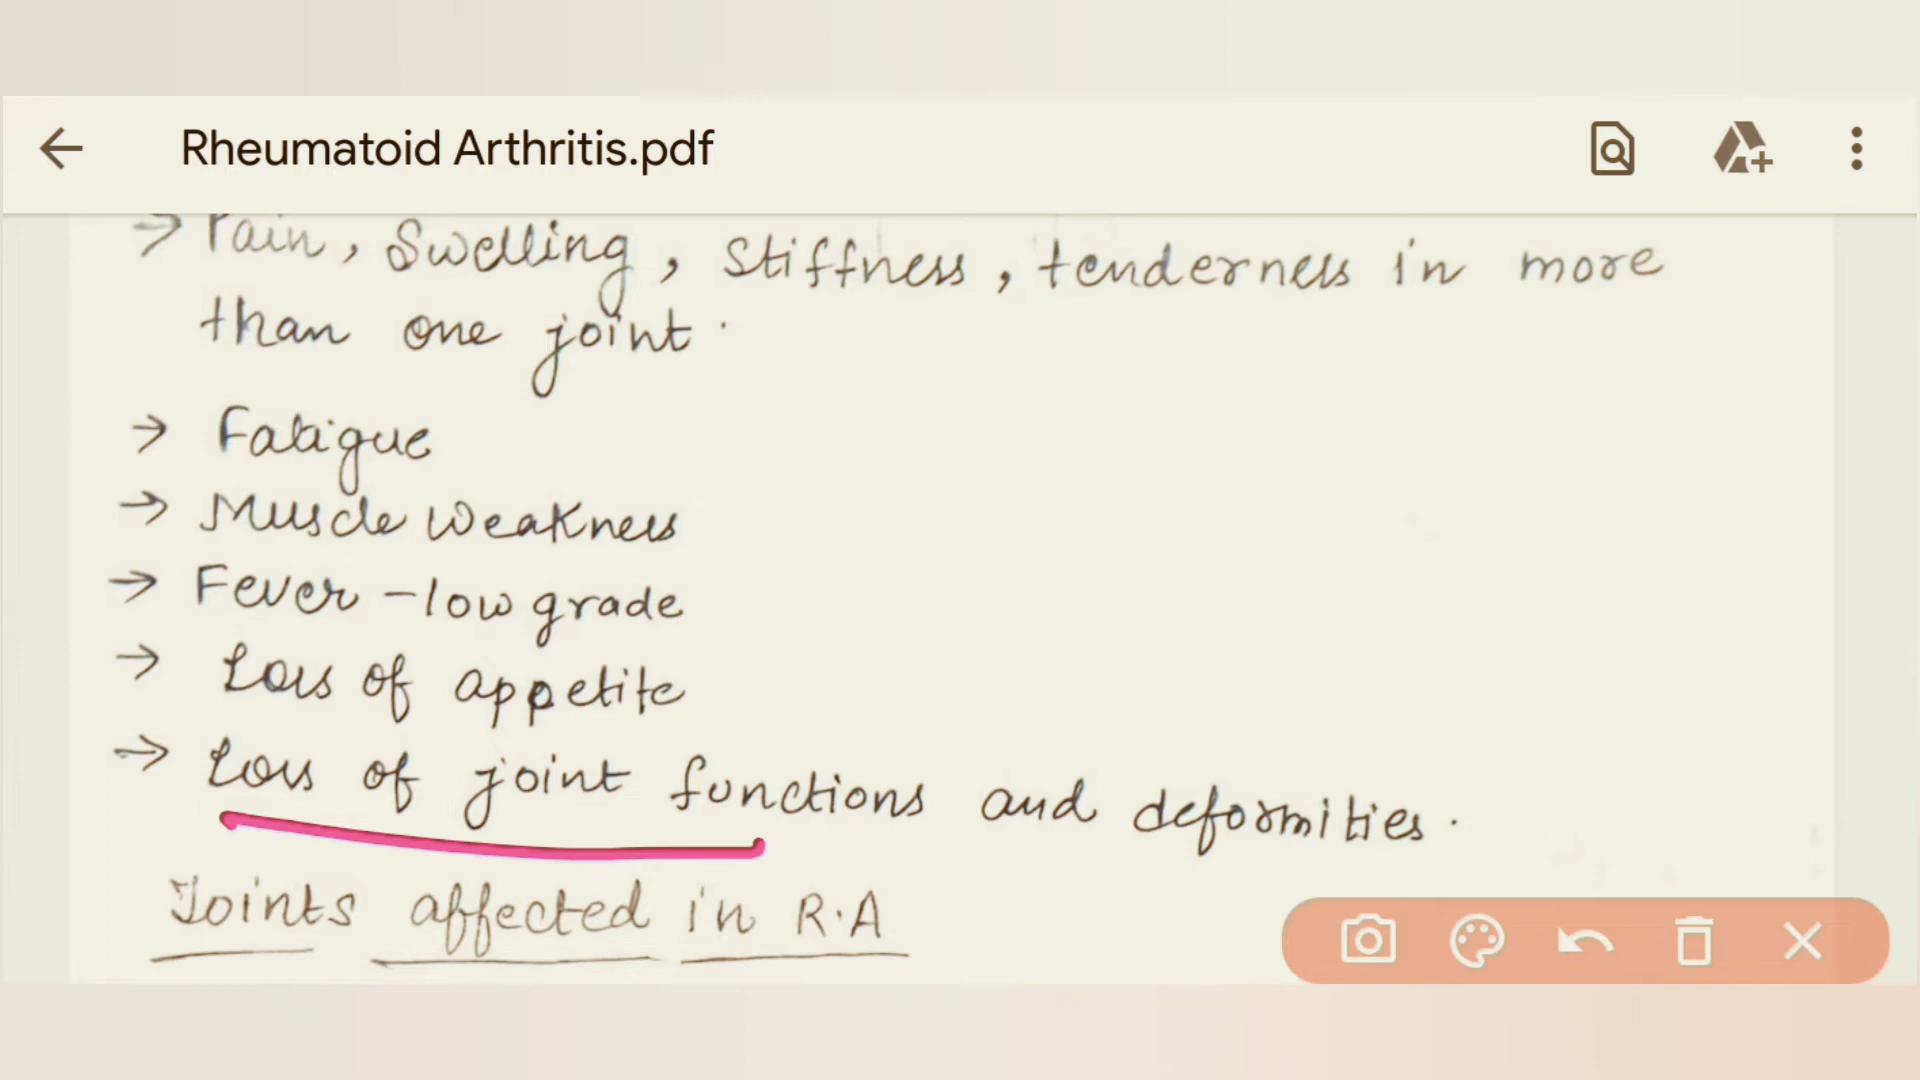 Rheumatoid Arthritis.pdf
→ Pain, Swelling, Stiffness, tenderness in more
than one joint.
→ Fatigue
→ Muscle weakness
→ Fever - low grade
→ Loss of appetite
→ Loss of joint functions and deformities.
Joints affected in R.A